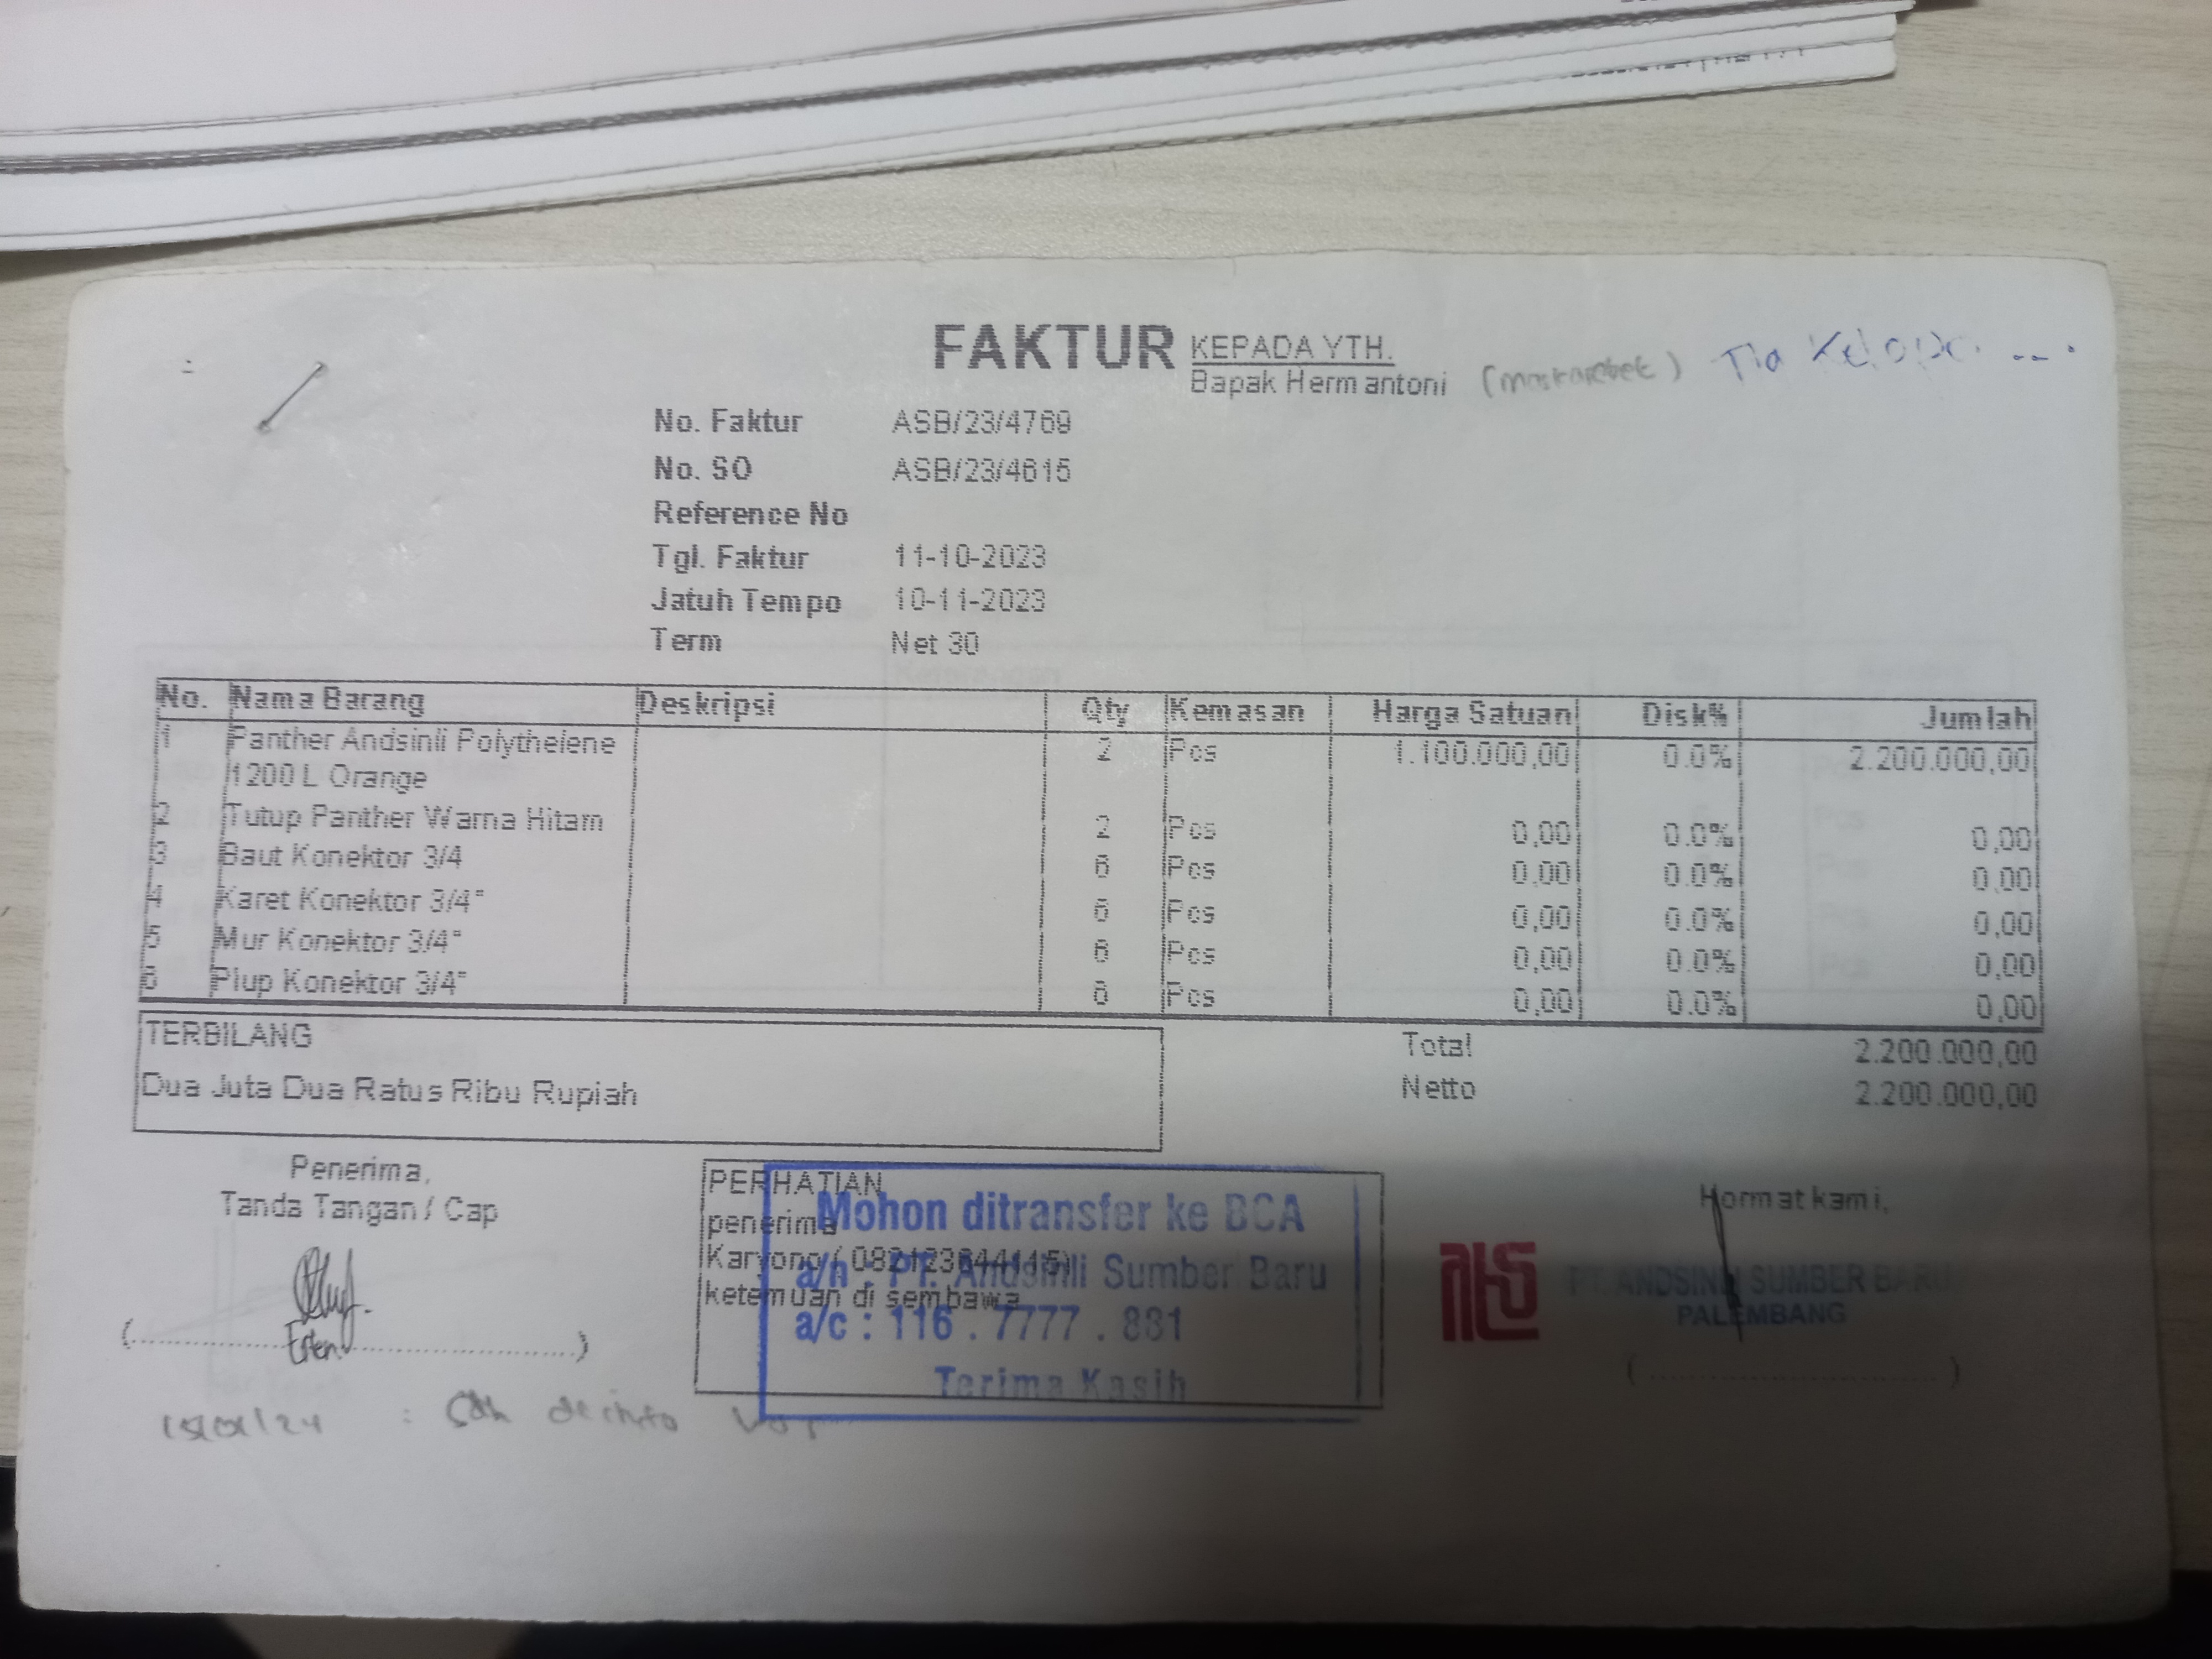 FAKTUR
KEPADA YTH.
Bapak Hermantoni
No. Faktur ASB/23/4769
No. SO ASB/23/4615
Reference No
Tgl. Faktur 11-10-2023
Jatuh Tempo 10-11-2023
Term Net 30
No. Nama Barang Deskripsi Qty Kemasan Harga Satuan Disk% Jumlah
1 Panther Andsinli Polythelene 2 Pcs 1.100.000,00 0.0% 2.200.000,00
1200 L Orange
2 Tutup Panther Warna Hitam 2 Pcs 0,00 0.0% 0,00
3 Baut Konektor 3/4 6 Pcs 0,00 0.0% 0,00
4 Karet Konektor 3/4" 6 Pcs 0,00 0.0% 0,00
5 Mur Konektor 3/4" 6 Pcs 0,00 0.0% 0,00
6 Plup Konektor 3/4" 6 Pcs 0,00 0.0% 0,00
TERBILANG
Dua Juta Dua Ratus Ribu Rupiah
Total 2.200.000,00
Netto 2.200.000,00
Penerima,
Tanda Tangan / Cap
PERHATIAN
penerima
Karyono
ketemuan di sembawa
Mohon ditransfer ke BCA
a/n : PT. Andsinli Sumber Baru
a/c : 116 . 7777 . 881
Terima Kasih
Hormat kami,
PT. ANDSINLI SUMBER BARU
PALEMBANG